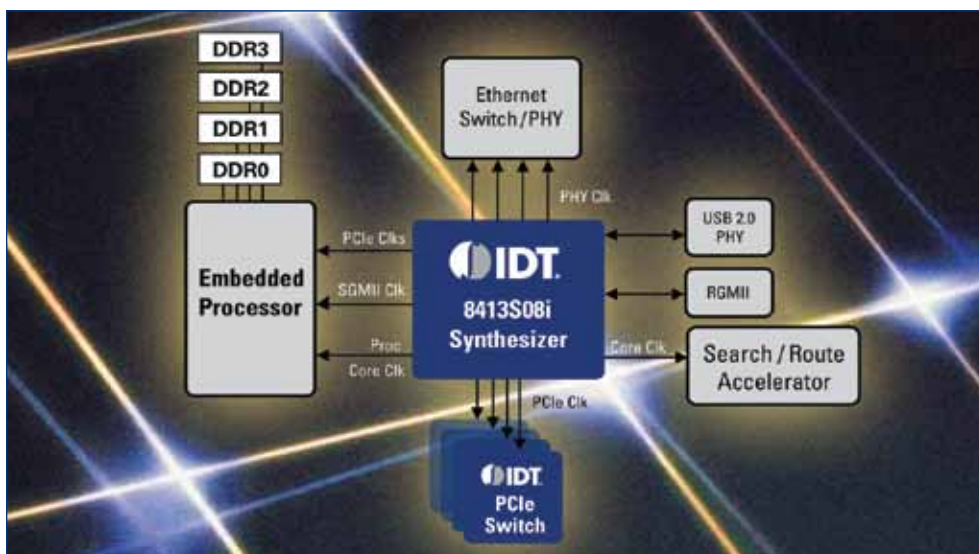 DDR3
DDR2
DDR1
DDR0
Ethernet
Switch/PHY
PHY Clk
PCIe Clks
SGMII Clk
Proc
Core Clk
Embedded
Processor
IDT.
8413S08i
Synthesizer
USB 2.0
PHY
RGMII
Core Clk
Search / Route
Accelerator
PCIe Clk
IDT.
PCIe
Switch